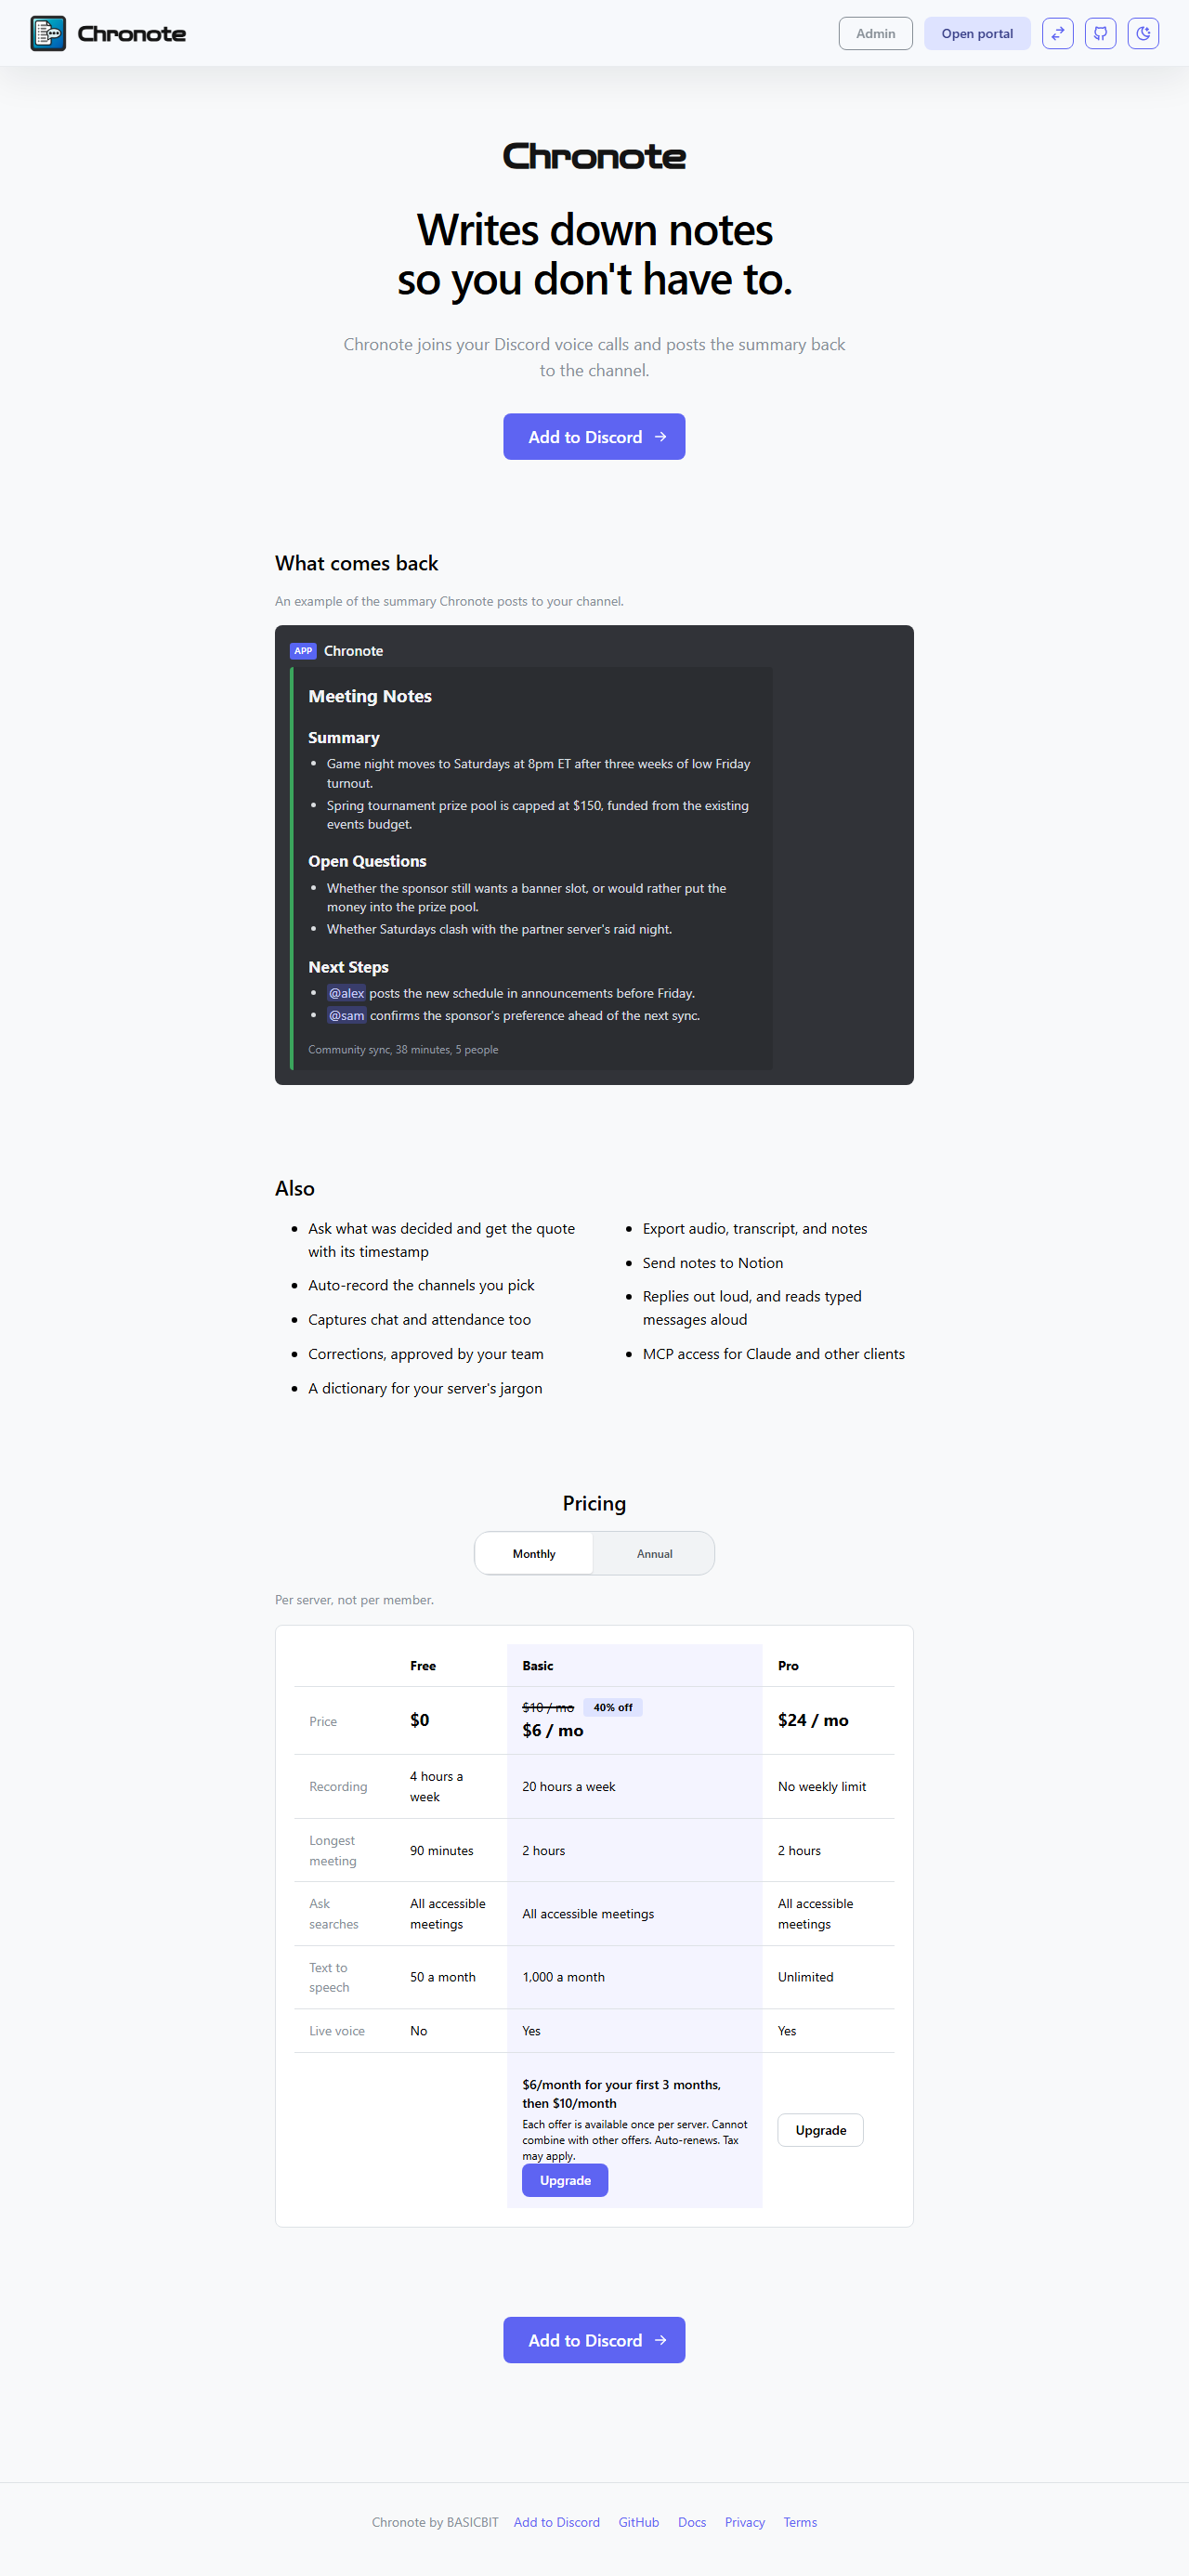 Chronote
Admin
Open portal
Chronote
Writes down notes
so you don't have to.
Chronote joins your Discord voice calls and posts the summary back
to the channel.
Add to Discord
What comes back
An example of the summary Chronote posts to your channel.
APP Chronote
Meeting Notes
Summary
Game night moves to Saturdays at 8pm ET after three weeks of low Friday
turnout.
Spring tournament prize pool is capped at $150, funded from the existing
events budget.
Open Questions
Whether the sponsor still wants a banner slot, or would rather put the
money into the prize pool.
Whether Saturdays clash with the partner server's raid night.
Next Steps
@alex posts the new schedule in announcements before Friday.
@sam confirms the sponsor's preference ahead of the next sync.
Community sync, 38 minutes, 5 people
Also
Ask what was decided and get the quote
with its timestamp
Auto-record the channels you pick
Captures chat and attendance too
Corrections, approved by your team
A dictionary for your server's jargon
Export audio, transcript, and notes
Send notes to Notion
Replies out loud, and reads typed
messages aloud
MCP access for Claude and other clients
Pricing
Monthly
Annual
Per server, not per member.
Free
Basic
Pro
Price
$0
$10 / mo 40% off
$6 / mo
$24 / mo
Recording
4 hours a
week
20 hours a week
No weekly limit
Longest
meeting
90 minutes
2 hours
2 hours
Ask
searches
All accessible
meetings
All accessible meetings
All accessible
meetings
Text to
speech
50 a month
1,000 a month
Unlimited
Live voice
No
Yes
Yes
$6/month for your first 3 months,
then $10/month
Each offer is available once per server. Cannot
combine with other offers. Auto-renews. Tax
may apply.
Upgrade
Upgrade
Add to Discord
Chronote by BASICBIT
Add to Discord
GitHub
Docs
Privacy
Terms